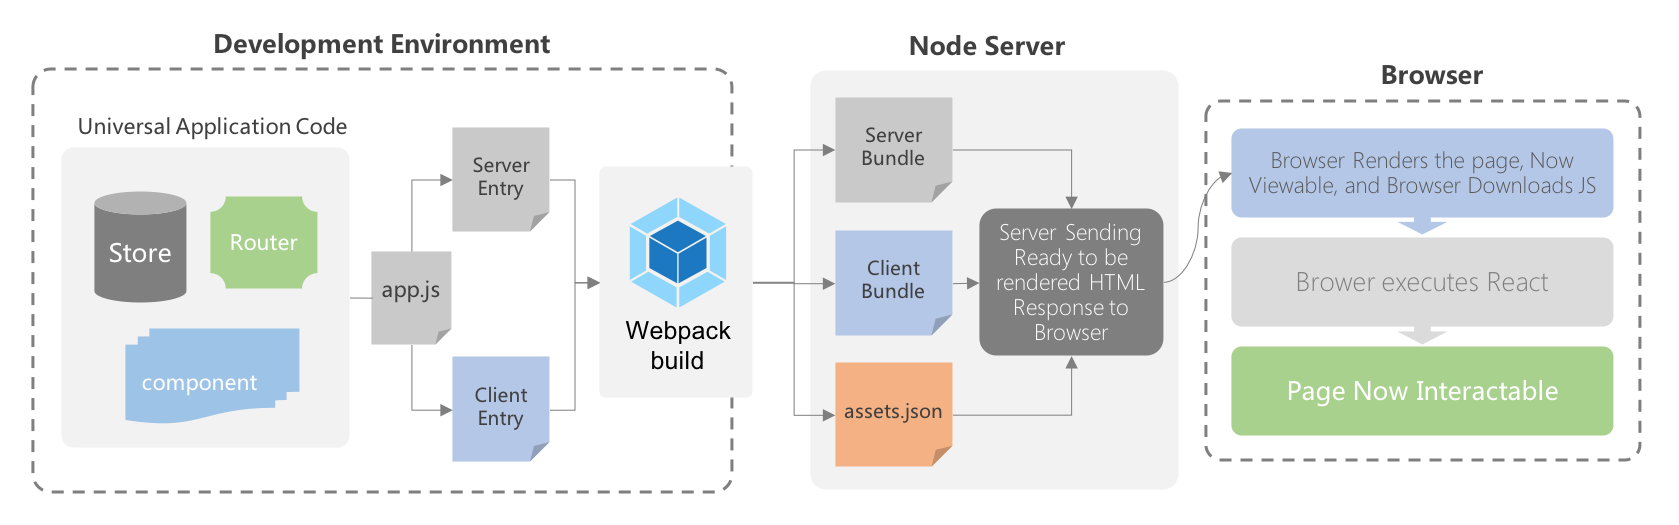 Development Environment
Universal Application Code
Store
Router
component
app.js
Server
Entry
Client
Entry
Webpack
build
Node Server
Server
Bundle
Client
Bundle
assets.json
Server Sending
Ready to be
rendered HTML
Response to
Browser
Browser
Browser Renders the page, Now
Viewable, and Browser Downloads JS
Brower executes React
Page Now Interactable